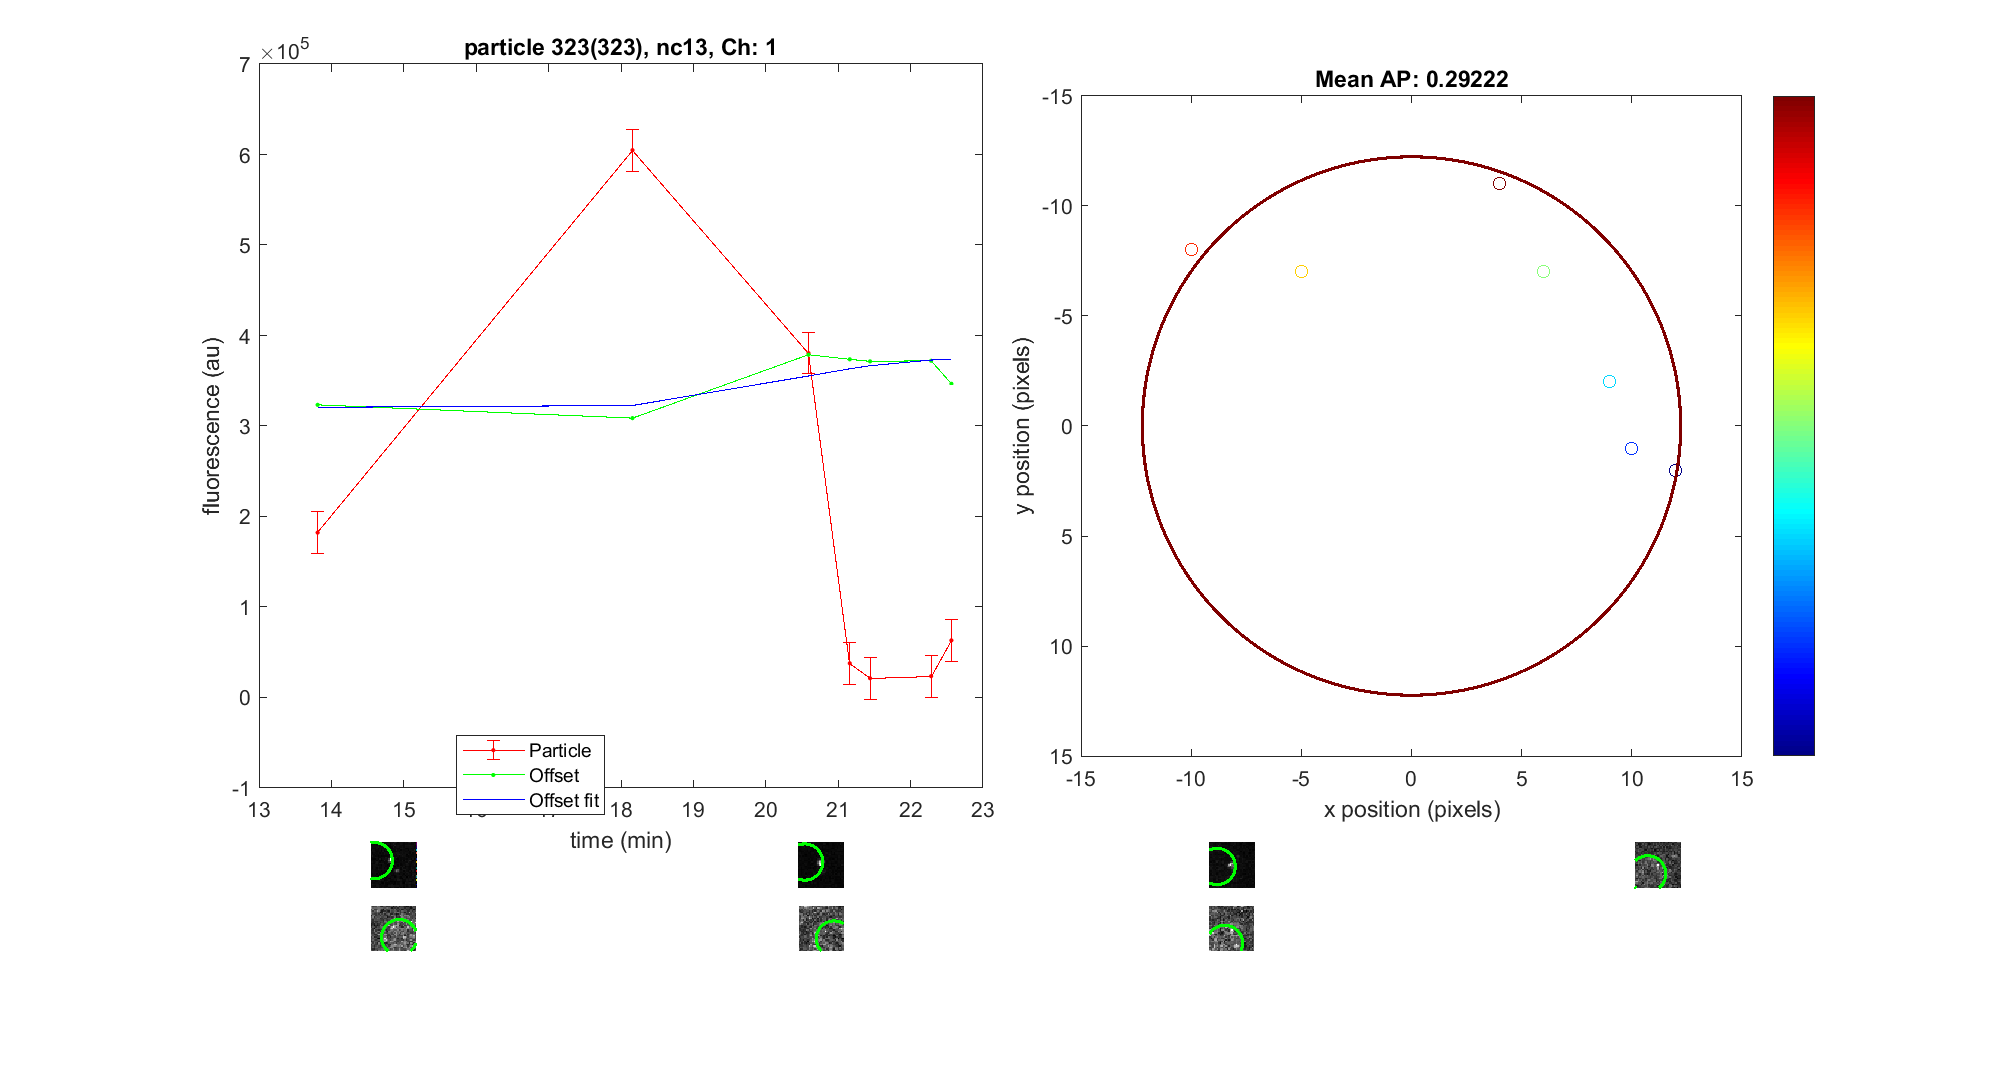 particle 323(323), nc13, Ch: 1
×10^5
7
6
5
4
3
2
1
0
-1
fluorescence (au)
13 14 15 16 17 18 19 20 21 22 23
time (min)
Particle
Offset
Offset fit
Mean AP: 0.29222
-15
-10
-5
0
5
10
15
y position (pixels)
-15 -10 -5 0 5 10 15
x position (pixels)